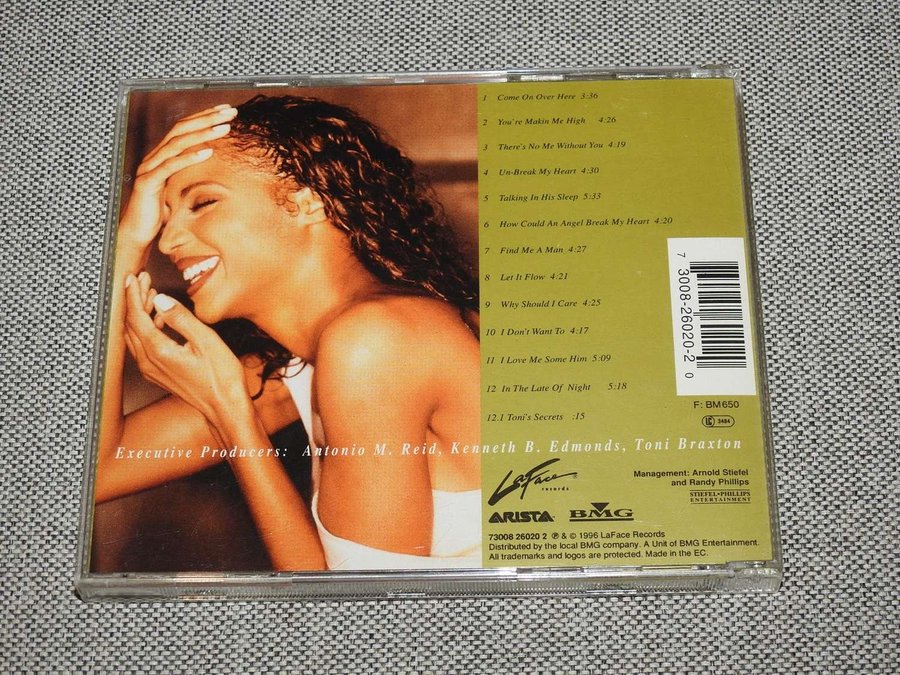 1 Come On Over Here 3:36
2 You're Makin Me High 4:26
3 There's No Me Without You 4:19
4 Un-Break My Heart 4:30
5 Talking In His Sleep 5:33
6 How Could An Angel Break My Heart 4:20
7 Find Me A Man 4:27
8 Let It Flow 4:21
9 Why Should I Care 4:25
10 I Don't Want To 4:17
11 I Love Me Some Him 5:09
12 In The Late Of Night 5:18
12.1 Toni's Secrets :15
7 73008-26020-2 0
F: BM650
LC 3484
Executive Producers: Antonio M. Reid, Kenneth B. Edmonds, Toni Braxton
LaFace
records
ARISTA BMG
Management: Arnold Stiefel
and Randy Phillips
STIEFEL•PHILLIPS
ENTERTAINMENT
73008 26020 2 ℗ & © 1996 LaFace Records
Distributed by the local BMG company. A Unit of BMG Entertainment.
All trademarks and logos are protected. Made in the EC.